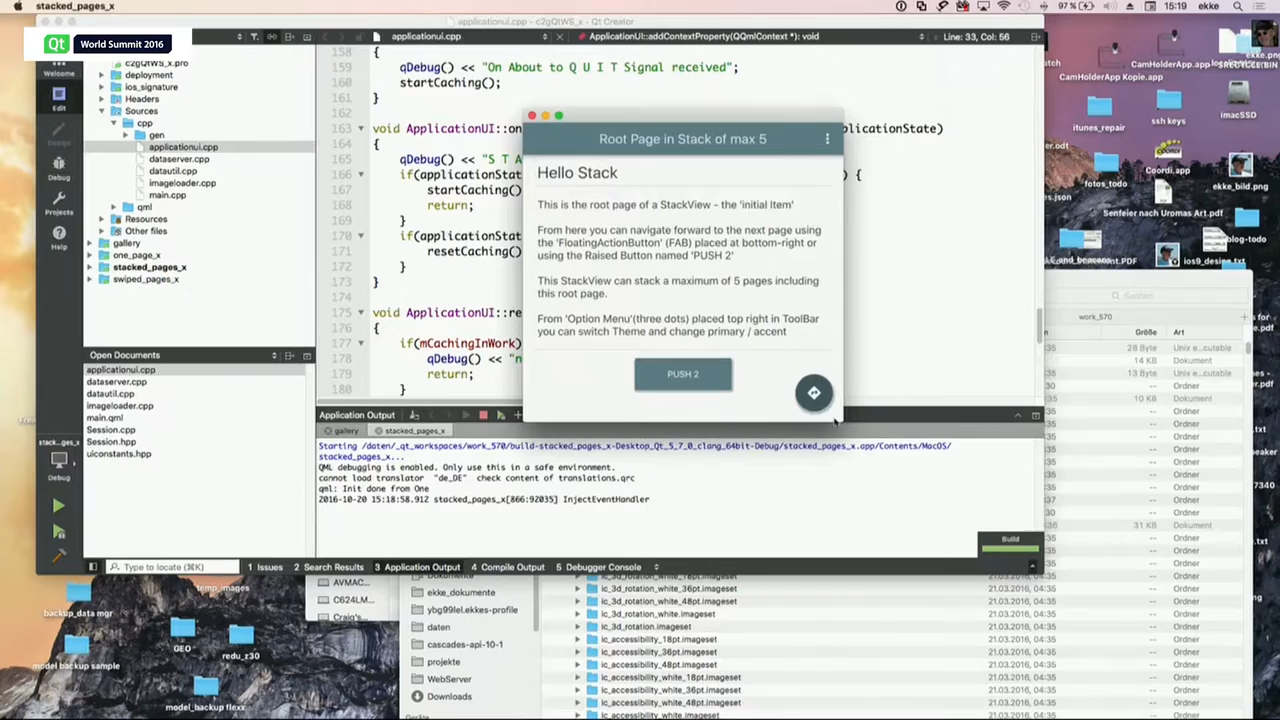 stacked_pages_x
97 %
15:19 ekke
applicationui.cpp - c2gQtWS_x - Qt Creator
Qt World Summit 2016
applicationui.cpp
ApplicationUI::addContextProperty(QQmlContext *): void
Line: 33, Col: 56
Welcome
Edit
Design
Debug
Projects
Help
c2gQtWS_x.pro
deployment
ios_signature
Headers
Sources
cpp
gen
applicationui.cpp
dataserver.cpp
datautil.cpp
imageloader.cpp
main.cpp
qml
Resources
Other files
gallery
one_page_x
stacked_pages_x
swiped_pages_x
Open Documents
applicationui.cpp
dataserver.cpp
datautil.cpp
imageloader.cpp
main.qml
Session.cpp
Session.hpp
uiconstants.hpp
Debug
158 {
159 qDebug() << "On About to Q U I T Signal received";
160 startCaching();
161 }
162
163 void ApplicationUI::on
plicationState)
164 {
165 qDebug() << "S T A
166 if(applicationStat
{
167 startCaching()
168 return;
169 }
170 if(applicationStat
171 resetCaching()
172 }
173 }
174
175 void ApplicationUI::re
176 {
177 if(mCachingInWork)
178 qDebug() << "n
179 return;
180 }
Root Page in Stack of max 5
Hello Stack
This is the root page of a StackView - the 'initial Item'
From here you can navigate forward to the next page using
the 'FloatingActionButton' (FAB) placed at bottom-right or
using the Raised Button named 'PUSH 2'
This StackView can stack a maximum of 5 pages including
this root page.
From 'Option Menu'(three dots) placed top right in ToolBar
you can switch Theme and change primary / accent
PUSH 2
Application Output
gallery
stacked_pages_x
Starting /daten/_qt_workspaces/work_570/build-stacked_pages_x-Desktop_Qt_5_7_0_clang_64bit-Debug/stacked_pages_x.app/Contents/MacOS/
stacked_pages_x...
QML debugging is enabled. Only use this in a safe environment.
cannot load translator "de_DE" check content of translations.qrc
qml: Init done from One
2016-10-20 15:18:58.912 stacked_pages_x[866:92035] InjectEventHandler
Build
Type to locate (⌘K)
1 Issues
2 Search Results
3 Application Output
4 Compile Output
5 Debugger Console
CamHolderApp Kopie.app
CamHolderApp.app
itunes_repair
ssh keys
imacSSD
fotos_todo
Coordi.app
ekke_bild.png
Senfeier nach Uromas Art.pdf
blog-todo
ios9_desing.txt
Suchen
work_570
Größe
Art
28 Byte
Unix e...cutable
14 KB
Dokument
13 Byte
Unix e...cutable
Ordner
10 KB
Dokument
31 KB
Dokument
backup_data mgr
temp_images
GEO
redu_z30
model backup sample
model_backup flexx
AVMAC...
C624LM...
Craig's...
Dokumente
ekke_dokumente
ybg99lel.ekkes-profile
daten
cascades-api-10-1
projekte
WebServer
Downloads
ic_3d_rotation_white_18pt.imageset
ic_3d_rotation_white_36pt.imageset
ic_3d_rotation_white_48pt.imageset
ic_3d_rotation_white.imageset
ic_3d_rotation.imageset
ic_accessibility_18pt.imageset
ic_accessibility_36pt.imageset
ic_accessibility_48pt.imageset
ic_accessibility_white_18pt.imageset
ic_accessibility_white_36pt.imageset
ic_accessibility_white_48pt.imageset
ic_accessibility_white.imageset
21.03.2016, 04:35
Ordner